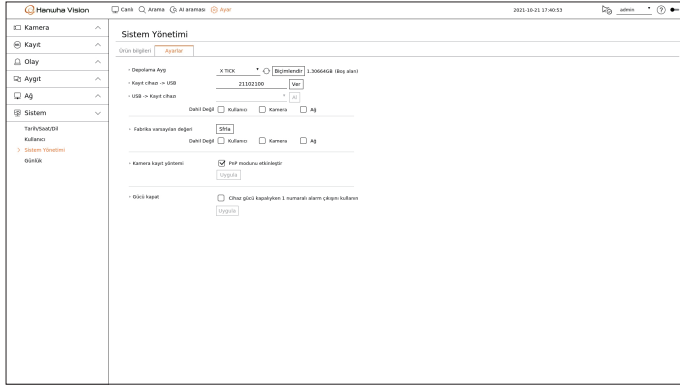 Hanwha Vision
Canlı Arama AI araması Ayar 2021-10-21 17:40:53 admin
Kamera
Kayıt
Olay
Aygıt
Ağ
Sistem
Tarih/Saat/Dil
Kullanıcı
Sistem Yönetimi
Günlük
Sistem Yönetimi
Ürün bilgileri Ayarlar
Depolama Ayg X TICK Biçimlendir 1.30664GB (Boş alan)
Kayıt cihazı -> USB 21102100 Ver
USB -> Kayıt cihazı Al
Dahil Değil Kullanıcı Kamera Ağ
Fabrika varsayılan değeri Sfrla
Dahil Değil Kullanıcı Kamera Ağ
Kamera kayıt yöntemi PnP modunu etkinleştir
Uygula
Gücü kapat Cihaz gücü kapalıyken 1 numaralı alarm çıkışını kullanın
Uygula